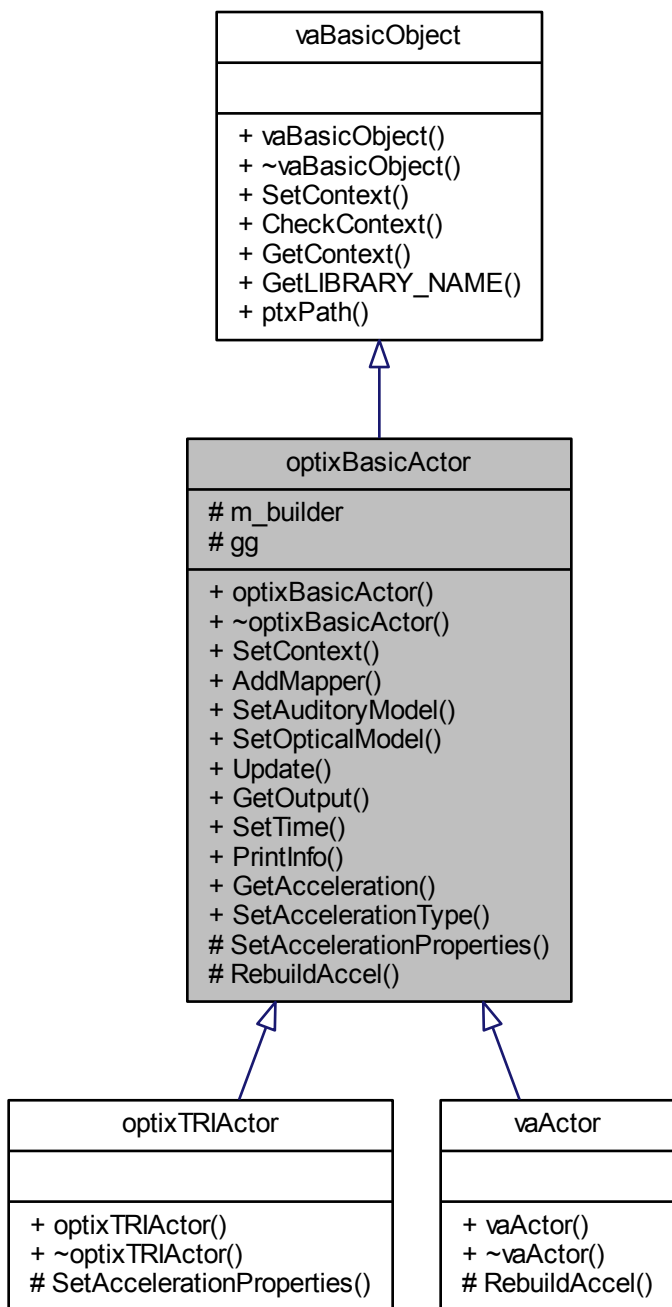 vaBasicObject
+ vaBasicObject()
+ ~vaBasicObject()
+ SetContext()
+ CheckContext()
+ GetContext()
+ GetLIBRARY_NAME()
+ ptxPath()
optixBasicActor
# m_builder
# gg
+ optixBasicActor()
+ ~optixBasicActor()
+ SetContext()
+ AddMapper()
+ SetAuditoryModel()
+ SetOpticalModel()
+ Update()
+ GetOutput()
+ SetTime()
+ PrintInfo()
+ GetAcceleration()
+ SetAccelerationType()
# SetAccelerationProperties()
# RebuildAccel()
optixTRIActor
+ optixTRIActor()
+ ~optixTRIActor()
# SetAccelerationProperties()
vaActor
+ vaActor()
+ ~vaActor()
# RebuildAccel()